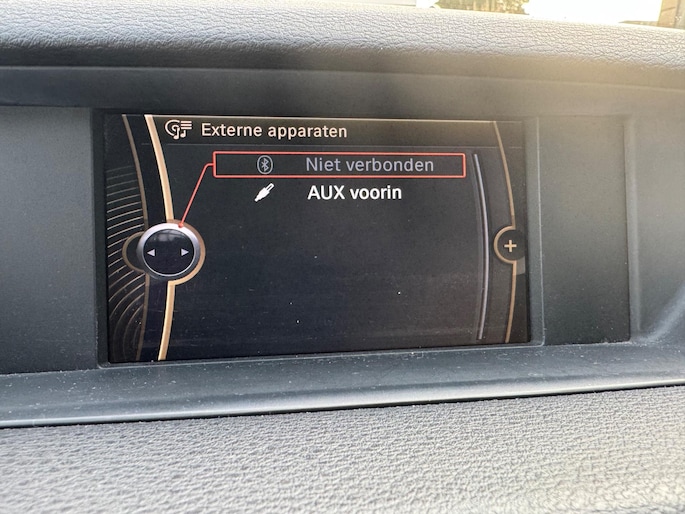 Externe apparaten
Niet verbonden
AUX voorin